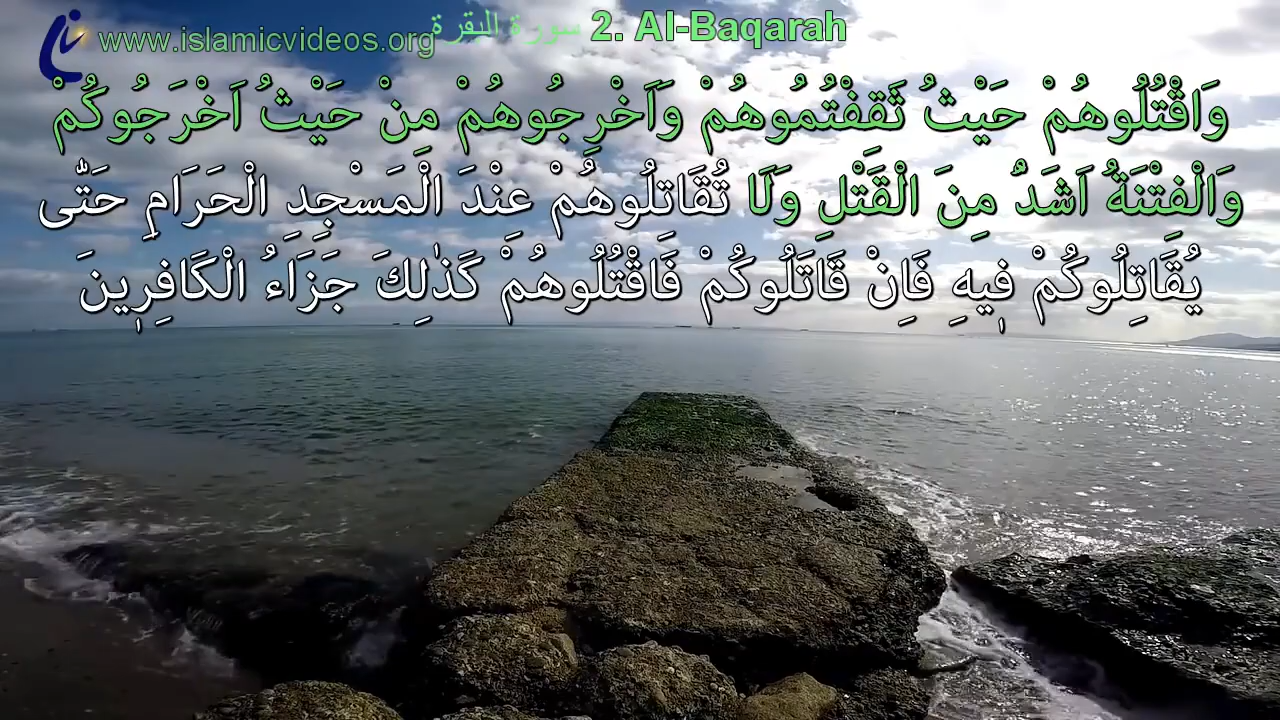 www.islamicvideos.org
سورة البقرة 2. Al-Baqarah
وَاقْتُلُوهُمْ حَيْثُ ثَقِفْتُمُوهُمْ وَاَخْرِجُوهُمْ مِنْ حَيْثُ اَخْرَجُوكُمْ
وَالْفِتْنَةُ اَشَدُّ مِنَ الْقَتْلِ وَلَا تُقَاتِلُوهُمْ عِنْدَ الْمَسْجِدِ الْحَرَامِ حَتّٰى
يُقَاتِلُوكُمْ ف۪يهِ فَاِنْ قَاتَلُوكُمْ فَاقْتُلُوهُمْ كَذٰلِكَ جَزَاءُ الْكَافِر۪ينَ